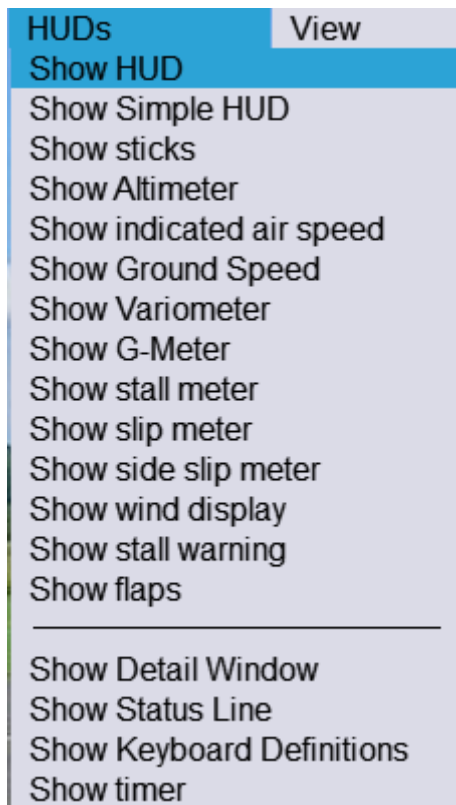 HUDs View
Show HUD
Show Simple HUD
Show sticks
Show Altimeter
Show indicated air speed
Show Ground Speed
Show Variometer
Show G-Meter
Show stall meter
Show slip meter
Show side slip meter
Show wind display
Show stall warning
Show flaps
Show Detail Window
Show Status Line
Show Keyboard Definitions
Show timer